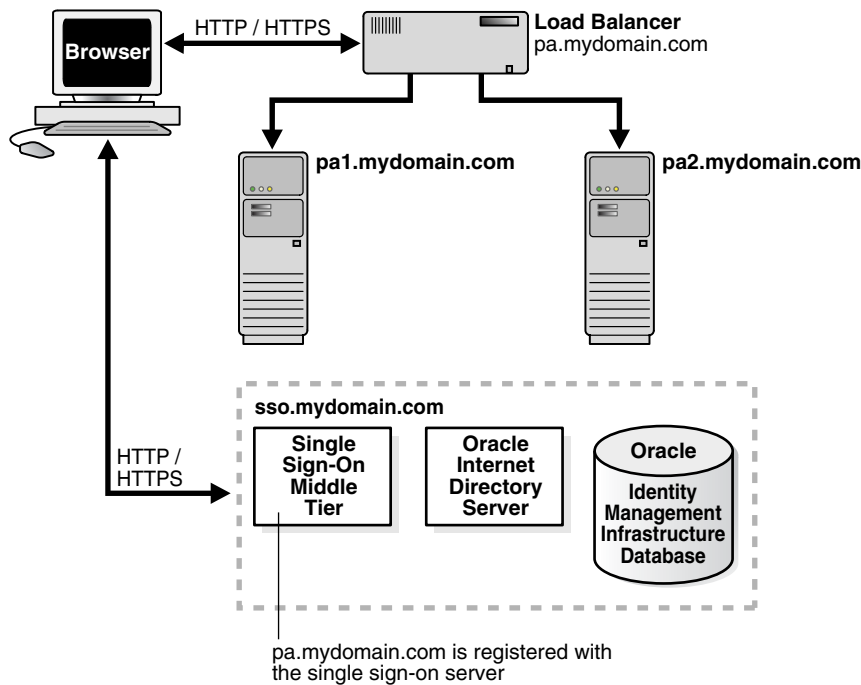 Browser
HTTP / HTTPS
Load Balancer
pa.mydomain.com
pa1.mydomain.com
pa2.mydomain.com
sso.mydomain.com
Single
Sign-On
Middle
Tier
Oracle
Internet
Directory
Server
Oracle
Identity
Management
Infrastructure
Database
HTTP /
HTTPS
pa.mydomain.com is registered with
the single sign-on server